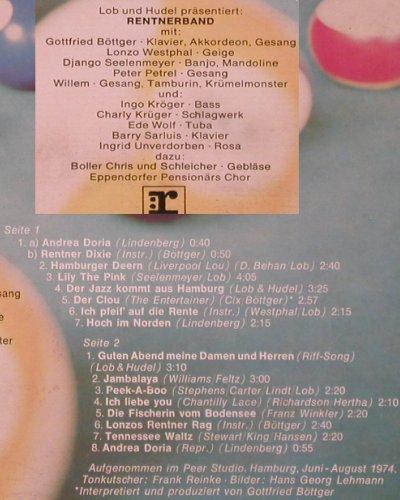 Lob und Hudel präsentiert:
RENTNERBAND
mit:
Gottfried Böttger · Klavier, Akkordeon, Gesang
Lonzo Westphal · Geige
Django Seelenmeyer · Banjo, Mandoline
Peter Petrel · Gesang
Willem · Gesang, Tamburin, Krümelmonster
und:
Ingo Kröger · Bass
Charly Krüger · Schlagwerk
Ede Wolf · Tuba
Barry Sarluis · Klavier
Ingrid Unverdorben · Rosa
dazu:
Boller Chris und Schleicher · Gebläse
Eppendorfer Pensionärs Chor
Seite 1
1. a) Andrea Doria (Lindenberg) 0:40
b) Rentner Dixie (Instr.) (Böttger) 0:50
2. Hamburger Deern (Liverpool Lou) (D. Behan/Lob) 2:40
3. Lily The Pink (Seelenmeyer/Lob) 4:05
4. Der Jazz kommt aus Hamburg (Lob & Hudel) 3:25
5. Der Clou (The Entertainer) (Cix/Böttger)* 2:57
6. Ich pfeif' auf die Rente (Instr.) (Westphal/Lob) 2:15
7. Hoch im Norden (Lindenberg) 2:15
Seite 2
1. Guten Abend meine Damen und Herren (Riff-Song)
(Lob & Hudel) 3:10
2. Jambalaya (Williams/Feltz) 3:00
3. Peek-A-Boo (Stephens/Carter/Lindt/Lob) 2:20
4. Ich liebe you (Chantilly Lace) (Richardson/Hertha) 2:10
5. Die Fischerin vom Bodensee (Franz Winkler) 2:20
6. Lonzos Rentner Rag (Instr.) (Böttger) 2:40
7. Tennessee Waltz (Stewart/King/Hansen) 2:20
8. Andrea Doria (Repr.) (Lindenberg) 0:55
Aufgenommen im Peer Studio, Hamburg, Juni-August 1974,
Tonkutscher: Frank Reinke · Bilder: Hans Georg Lehmann
*Interpretiert und produziert von Gottfried Böttger